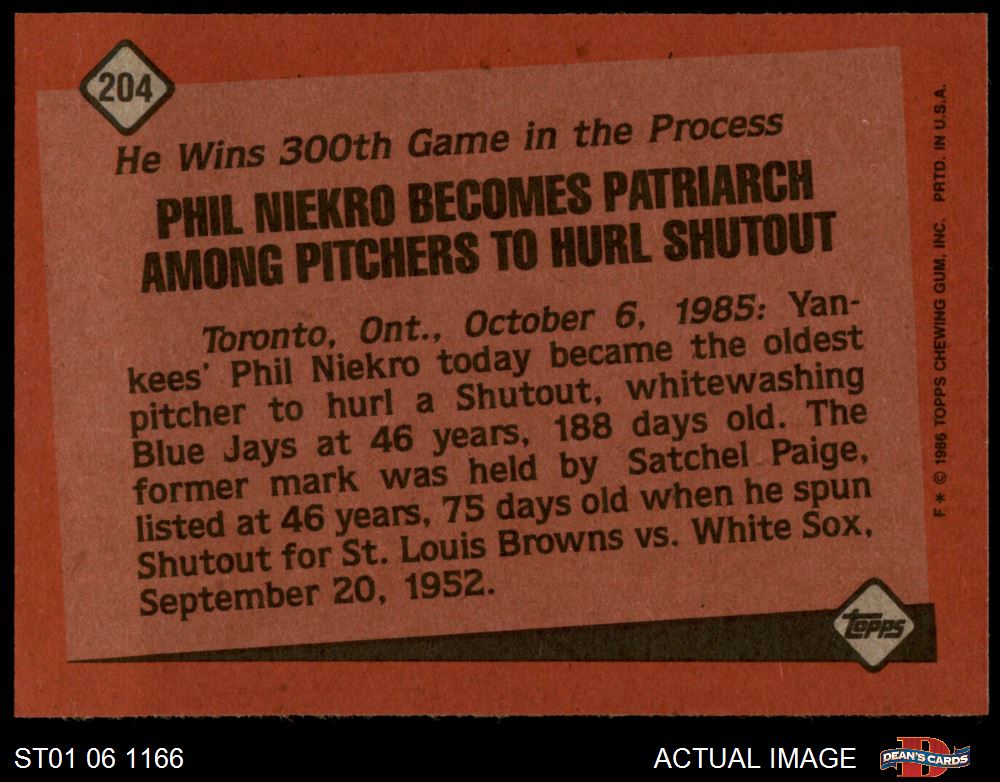 204
He Wins 300th Game in the Process
PHIL NIEKRO BECOMES PATRIARCH
AMONG PITCHERS TO HURL SHUTOUT
Toronto, Ont., October 6, 1985: Yan-
kees' Phil Niekro today became the oldest
pitcher to hurl a Shutout, whitewashing
Blue Jays at 46 years, 188 days old. The
former mark was held by Satchel Paige,
listed at 46 years, 75 days old when he spun
Shutout for St. Louis Browns vs. White Sox,
September 20, 1952.
topps
F.* © 1986 TOPPS CHEWING GUM, INC. PRTD. IN U.S.A.
ST01 06 1166
ACTUAL IMAGE
D
DEAN'S CARDS